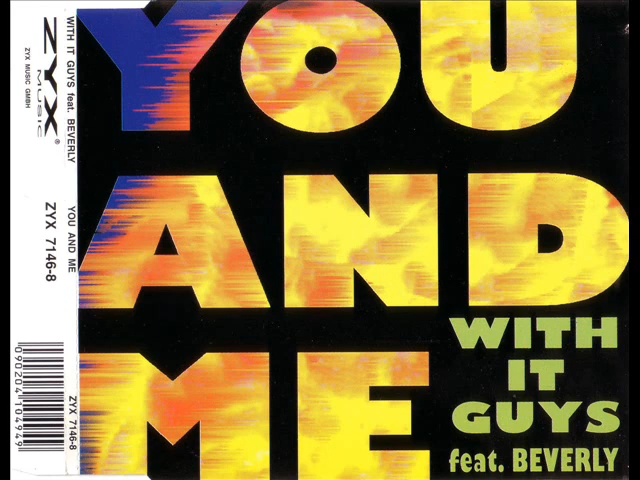 ZYX®
MUSIC
ZYX MUSIC GMBH
WITH IT GUYS feat. BEVERLY
YOU AND ME
ZYX 7146-8
ZYX 7146-8
090204104949
YOU
AND
ME
WITH
IT
GUYS
feat. BEVERLY